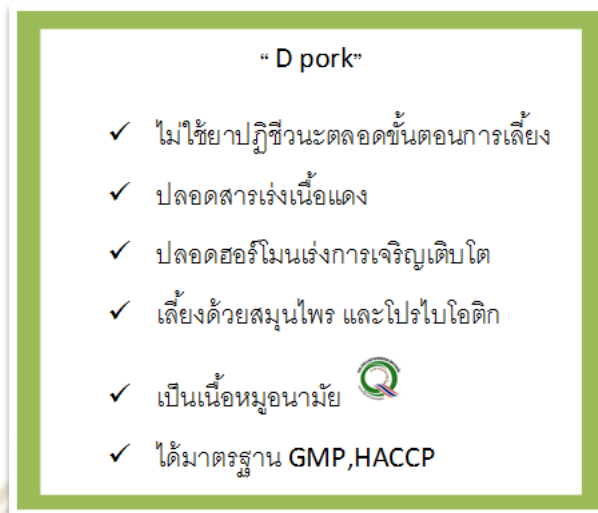 “ D pork”
✓ ไม่ใช้ยาปฏิชีวนะตลอดขั้นตอนการเลี้ยง
✓ ปลอดสารเร่งเนื้อแดง
✓ ปลอดฮอร์โมนเร่งการเจริญเติบโต
✓ เลี้ยงด้วยสมุนไพร และโปรไบโอติก
✓ เป็นเนื้อหมูอนามัย Q
✓ ได้มาตรฐาน GMP,HACCP